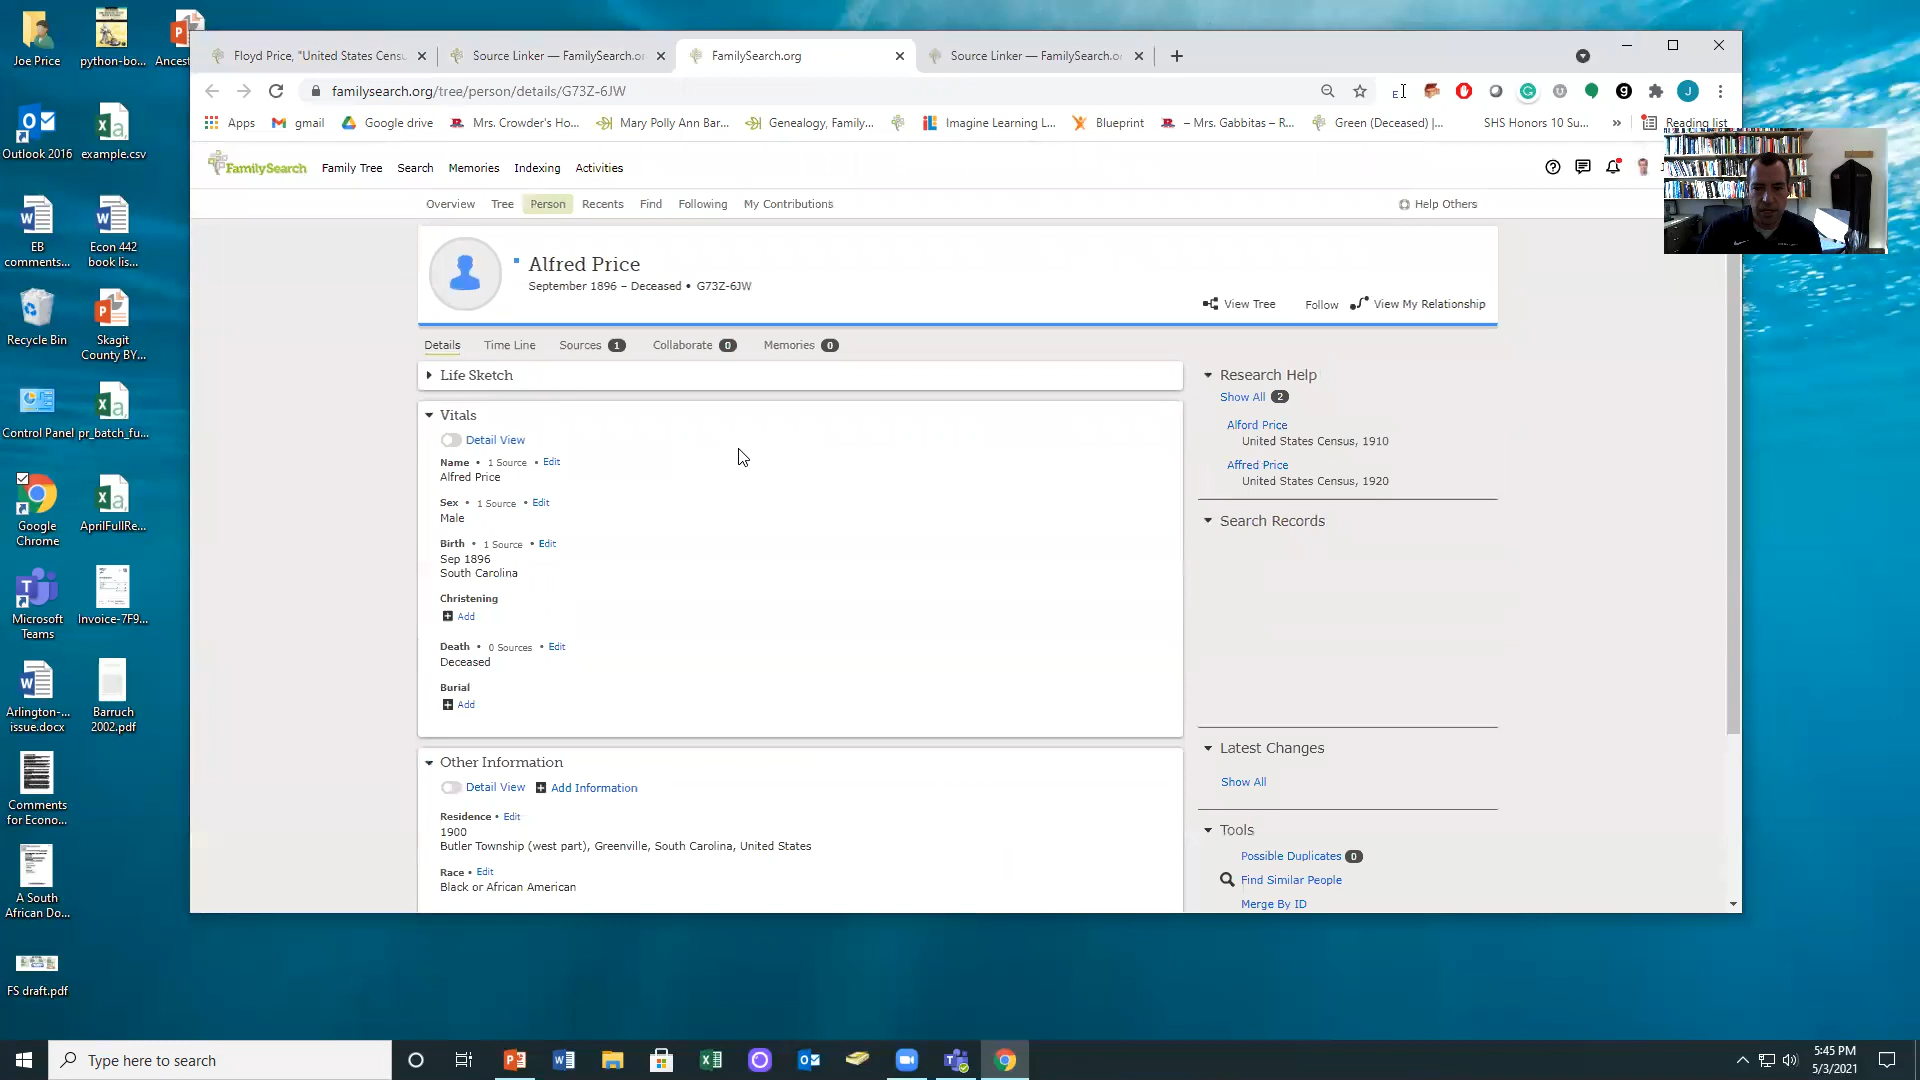 Joe Price
python-bo...
Ancest
Outlook 2016
example.csv
EB
comments...
Econ 442
book lis...
Recycle Bin
Skagit
County BY...
Control Panel
pr_batch_fu...
Google
Chrome
AprilFullRe...
Microsoft
Teams
Invoice-7F9...
Arlington-...
issue.docx
Barruch
2002.pdf
Comments
for Econo...
A South
African Do...
FS draft.pdf
Floyd Price, "United States Censu
Source Linker — FamilySearch.or
FamilySearch.org
Source Linker — FamilySearch.or
familysearch.org/tree/person/details/G73Z-6JW
Apps
gmail
Google drive
Mrs. Crowder's Ho...
Mary Polly Ann Bar...
Genealogy, Family...
Imagine Learning L...
Blueprint
– Mrs. Gabbitas – R...
Green (Deceased) |...
SHS Honors 10 Su...
»
Reading list
FamilySearch
Family Tree
Search
Memories
Indexing
Activities
Overview
Tree
Person
Recents
Find
Following
My Contributions
Help Others
Alfred Price
September 1896 – Deceased • G73Z-6JW
View Tree
Follow
View My Relationship
Details
Time Line
Sources 1
Collaborate 0
Memories 0
Life Sketch
Vitals
Detail View
Name • 1 Source • Edit
Alfred Price
Sex • 1 Source • Edit
Male
Birth • 1 Source • Edit
Sep 1896
South Carolina
Christening
Add
Death • 0 Sources • Edit
Deceased
Burial
Add
Other Information
Detail View
Add Information
Residence • Edit
1900
Butler Township (west part), Greenville, South Carolina, United States
Race • Edit
Black or African American
Research Help
Show All 2
Alford Price
United States Census, 1910
Affred Price
United States Census, 1920
Search Records
Latest Changes
Show All
Tools
Possible Duplicates 0
Find Similar People
Merge By ID
Type here to search
5:45 PM
5/3/2021